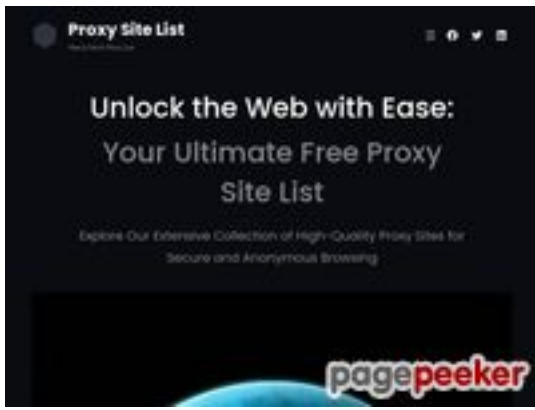 Proxy Site List
Unlock the Web with Ease:
Your Ultimate Free Proxy
Site List
Explore Our Extensive Collection of High-Quality Proxy Sites for
Secure and Anonymous Browsing
pagepeeker